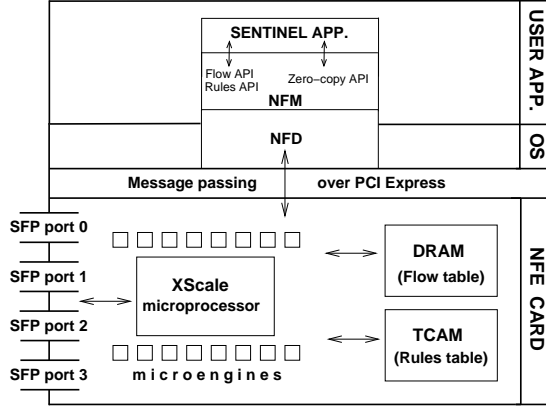 SENTINEL APP.
Flow API
Rules API
Zero−copy API
NFM
USER APP.
NFD
OS
Message passing over PCI Express
SFP port 0
SFP port 1
SFP port 2
SFP port 3
XScale
microprocessor
microengines
DRAM
(Flow table)
TCAM
(Rules table)
NFE CARD